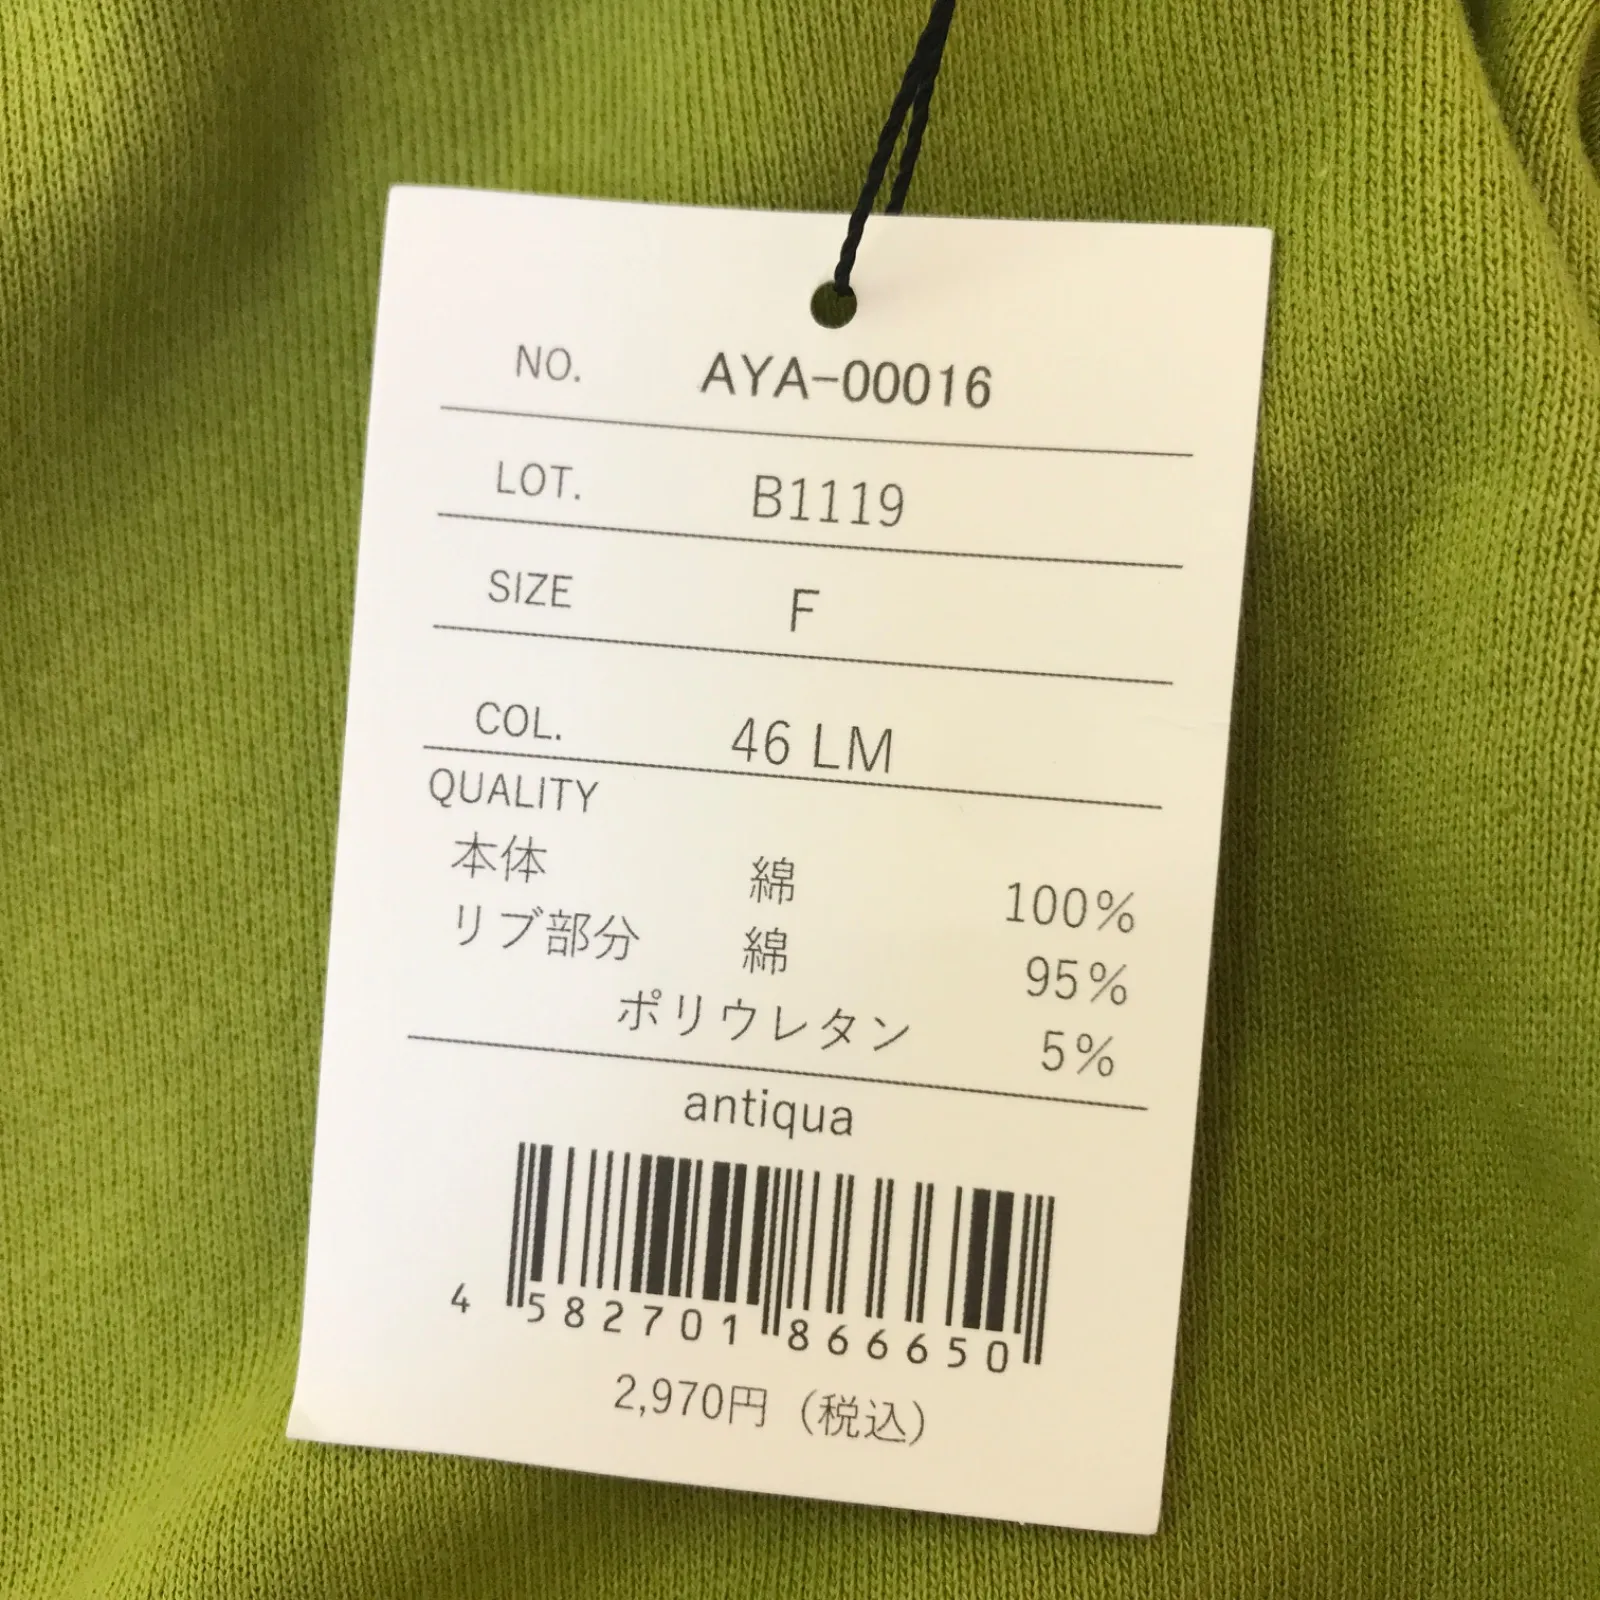 NO. AYA-00016
LOT. B1119
SIZE F
COL. 46 LM
QUALITY
本体 綿 100%
リブ部分 綿 95%
ポリウレタン 5%
antiqua
4 582701 866650
2,970円（税込）